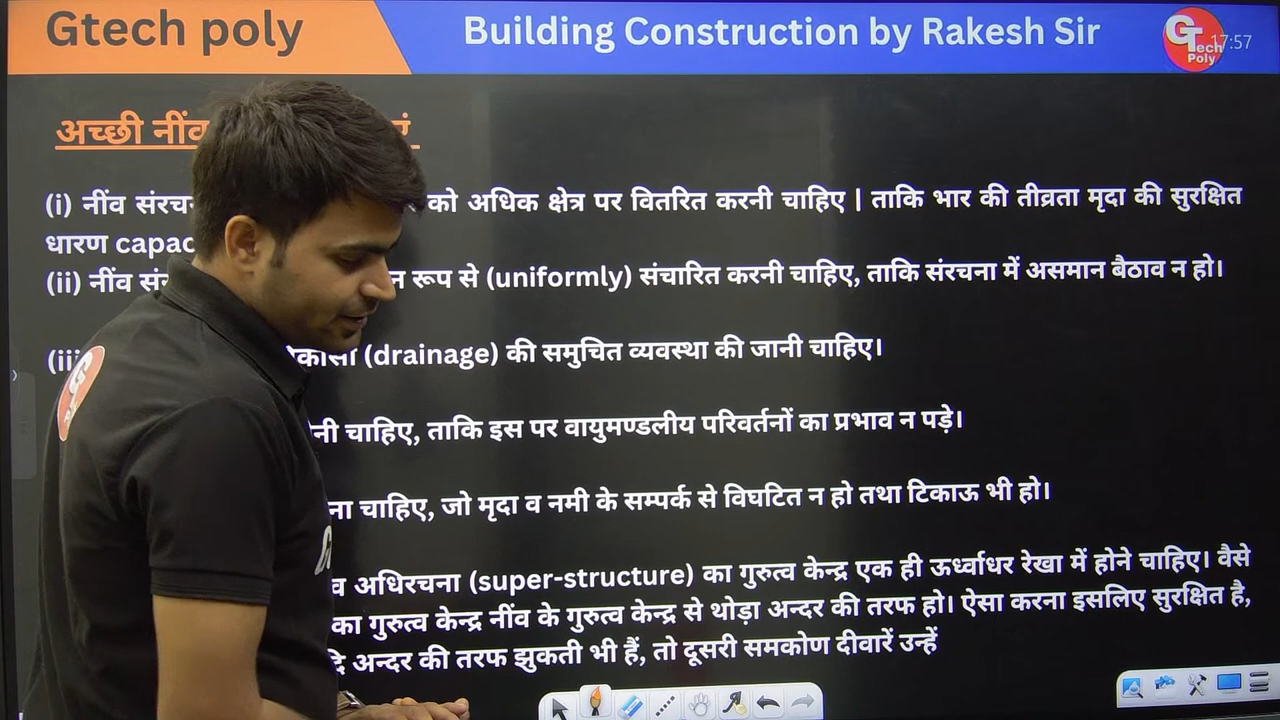 Gtech poly
Building Construction by Rakesh Sir
GTech Poly
17:57
अच्छी नींव
(i) नींव को अधिक क्षेत्र पर वितरित करनी चाहिए | ताकि भार की तीव्रता मृदा की सुरक्षित
धारण
(ii) नींव रूप से (uniformly) संचारित करनी चाहिए, ताकि संरचना में असमान बैठाव न हो।
(drainage) की समुचित व्यवस्था की जानी चाहिए।
चाहिए, ताकि इस पर वायुमण्डलीय परिवर्तनों का प्रभाव न पड़े।
चाहिए, जो मृदा व नमी के सम्पर्क से विघटित न हो तथा टिकाऊ भी हो।
व अधिरचना (super-structure) का गुरुत्व केन्द्र एक ही ऊर्ध्वाधर रेखा में होने चाहिए। वैसे
का गुरुत्व केन्द्र नींव के गुरुत्व केन्द्र से थोड़ा अन्दर की तरफ हो। ऐसा करना इसलिए सुरक्षित है,
अन्दर की तरफ झुकती भी हैं, तो दूसरी समकोण दीवारें उन्हें